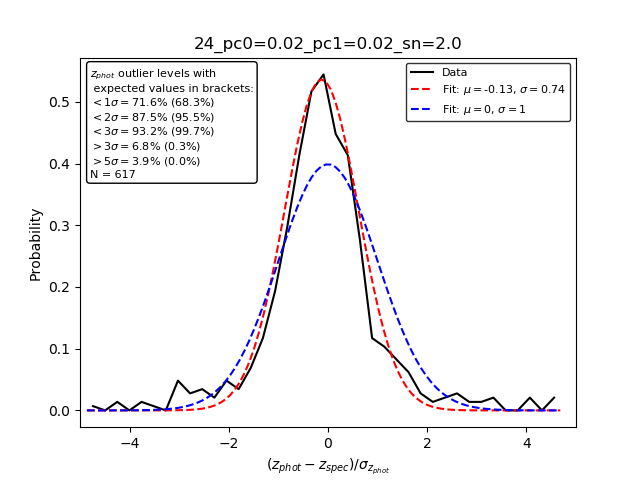 24_pc0=0.02_pc1=0.02_sn=2.0
z_phot outlier levels with
expected values in brackets:
<1σ = 71.6% (68.3%)
<2σ = 87.5% (95.5%)
<3σ = 93.2% (99.7%)
>3σ = 6.8% (0.3%)
>5σ = 3.9% (0.0%)
N = 617
Data
Fit: μ = -0.13, σ = 0.74
Fit: μ = 0, σ = 1
Probability
0.5
0.4
0.3
0.2
0.1
0.0
−4 −2 0 2 4
(z_phot − z_spec)/σ_z_phot